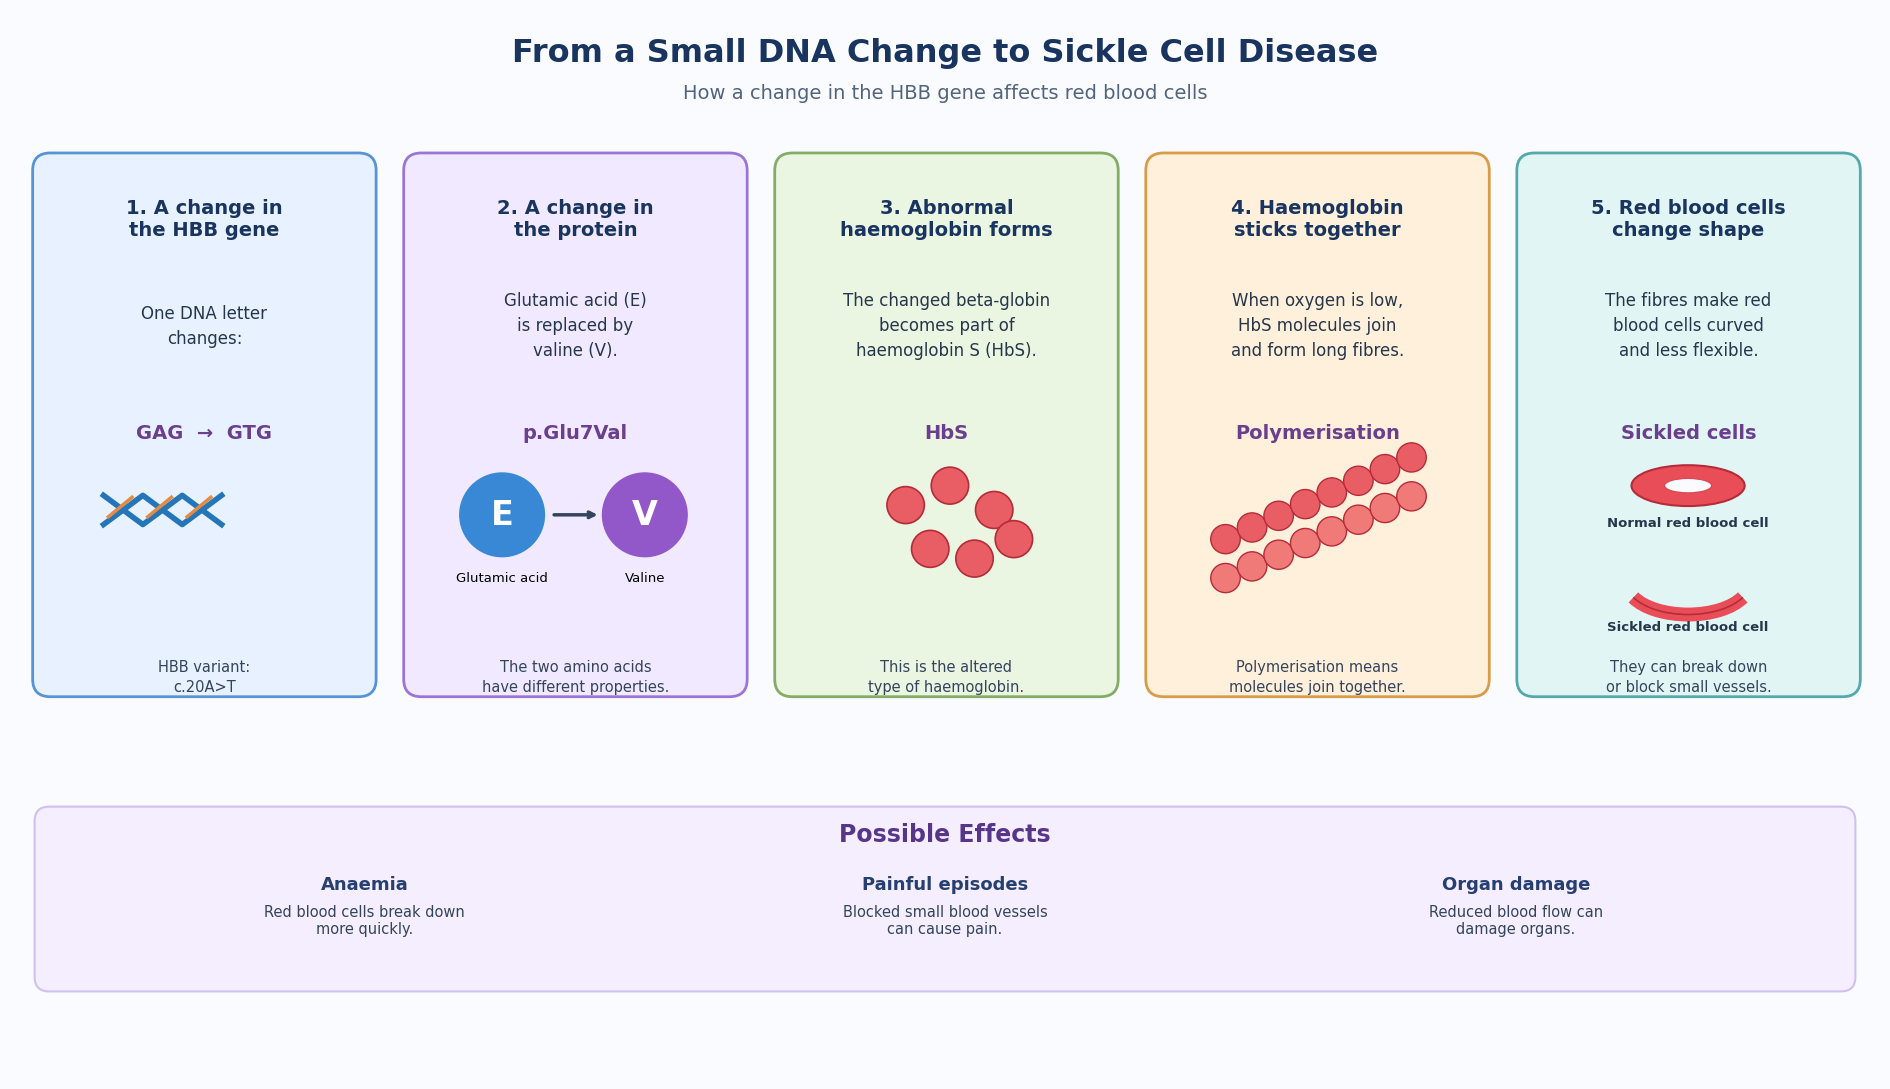 From a Small DNA Change to Sickle Cell Disease
How a change in the HBB gene affects red blood cells
1. A change in
the HBB gene
One DNA letter
changes:
GAG → GTG
HBB variant:
c.20A>T
2. A change in
the protein
Glutamic acid (E)
is replaced by
valine (V).
p.Glu7Val
E
V
Glutamic acid
Valine
The two amino acids
have different properties.
3. Abnormal
haemoglobin forms
The changed beta-globin
becomes part of
haemoglobin S (HbS).
HbS
This is the altered
type of haemoglobin.
4. Haemoglobin
sticks together
When oxygen is low,
HbS molecules join
and form long fibres.
Polymerisation
Polymerisation means
molecules join together.
5. Red blood cells
change shape
The fibres make red
blood cells curved
and less flexible.
Sickled cells
Normal red blood cell
Sickled red blood cell
They can break down
or block small vessels.
Possible Effects
Anaemia
Red blood cells break down
more quickly.
Painful episodes
Blocked small blood vessels
can cause pain.
Organ damage
Reduced blood flow can
damage organs.